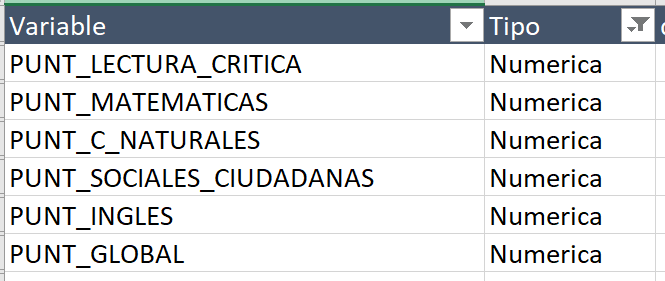 Variable Tipo
PUNT_LECTURA_CRITICA Numerica
PUNT_MATEMATICAS Numerica
PUNT_C_NATURALES Numerica
PUNT_SOCIALES_CIUDADANAS Numerica
PUNT_INGLES Numerica
PUNT_GLOBAL Numerica